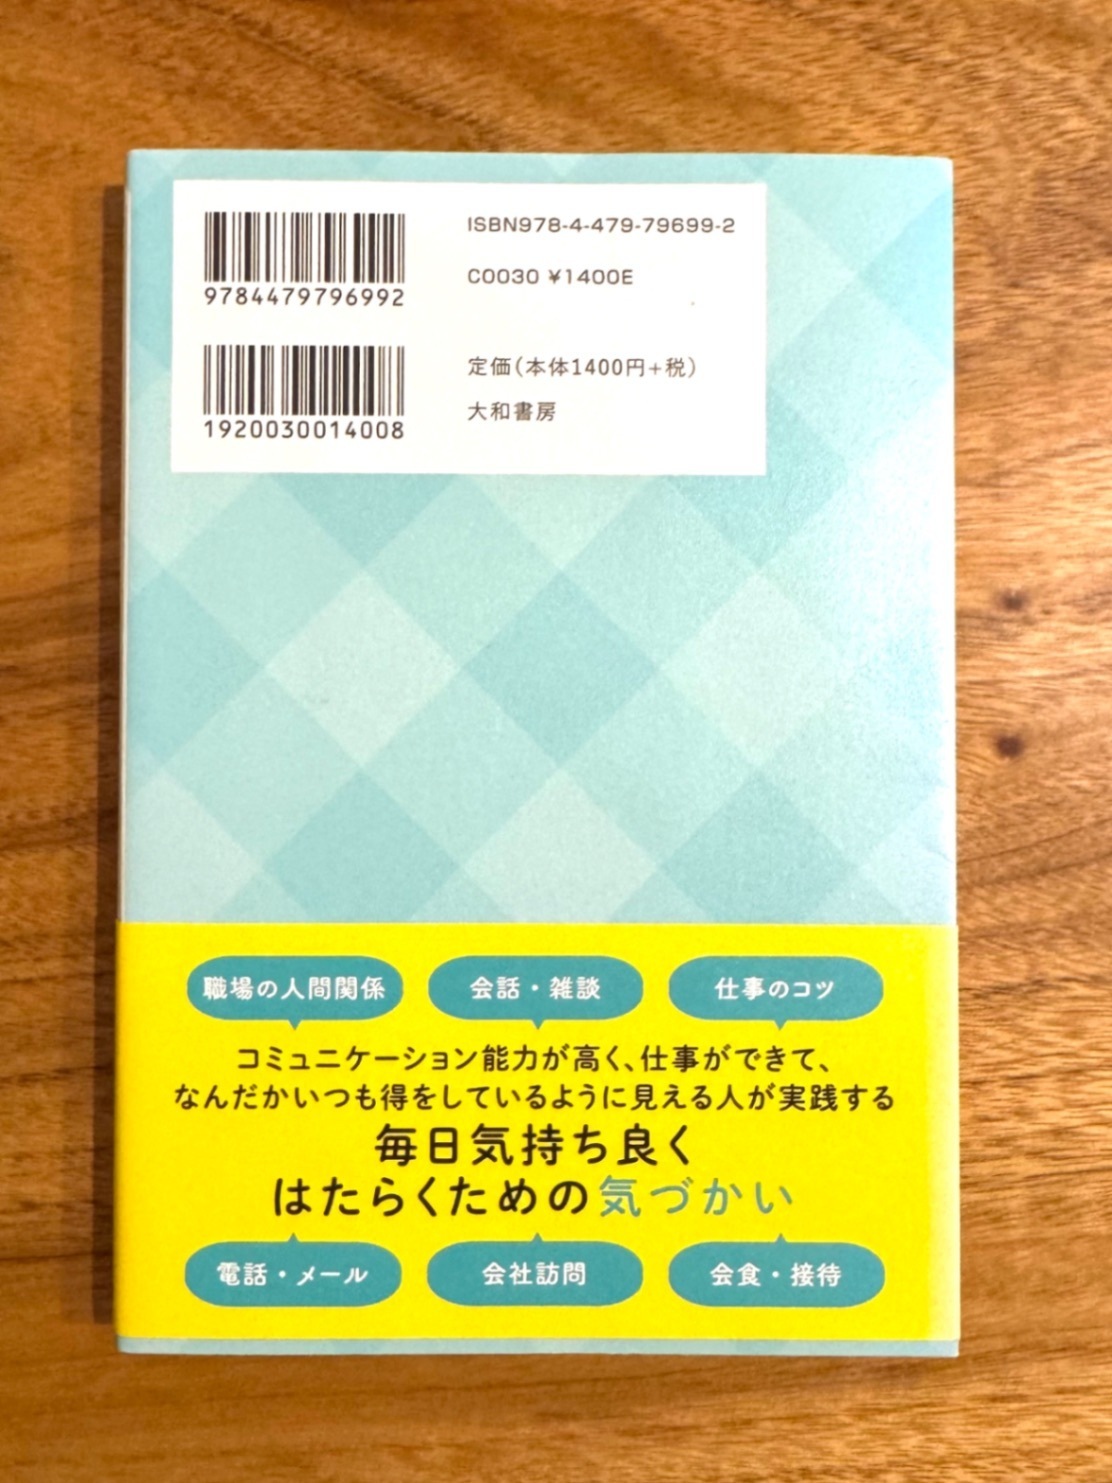 ISBN978-4-479-79699-2
9784479796992
C0030 ¥1400E
定価(本体1400円+税)
大和書房
1920030014008
職場の人間関係
会話・雑談
仕事のコツ
コミュニケーション能力が高く、仕事ができて、
なんだかいつも得をしているように見える人が実践する
毎日気持ち良く
はたらくための気づかい
電話・メール
会社訪問
会食・接待